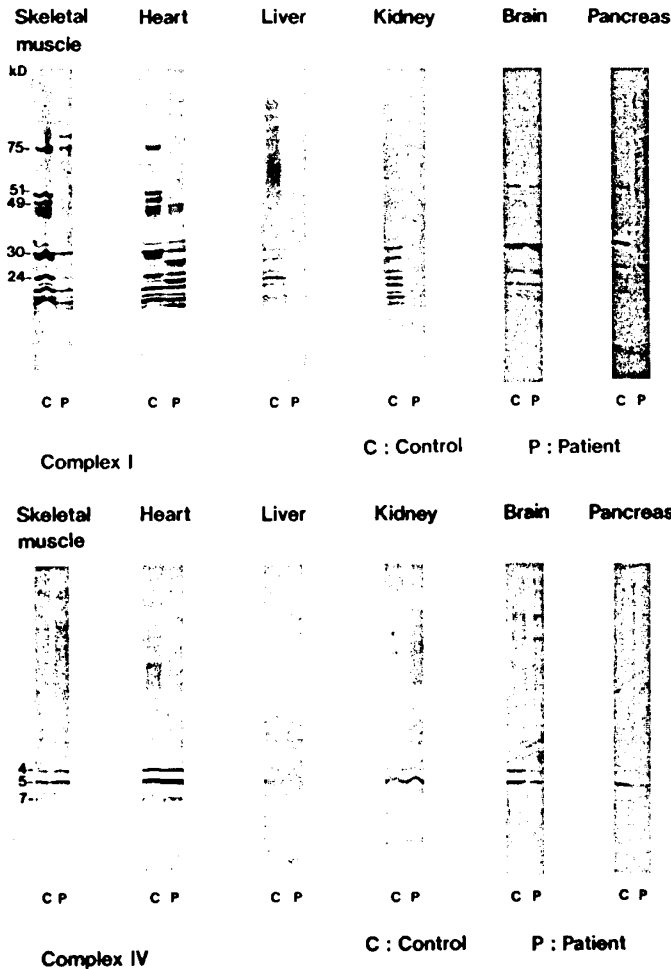 Skeletal muscle Heart Liver Kidney Brain Pancreas
kD
75-
51-
49-
30-
24-
C P C P C P C P C P C P
Complex I C : Control P : Patient
Skeletal muscle Heart Liver Kidney Brain Pancreas
4-
5-
7-
C P C P C P C P C P C P
Complex IV C : Control P : Patient